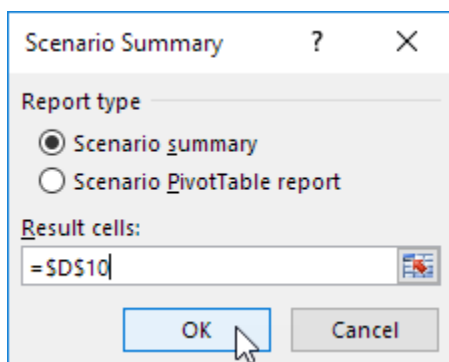 Scenario Summary ?
Report type
Scenario summary
Scenario PivotTable report
Result cells:
=$D$10
OK Cancel